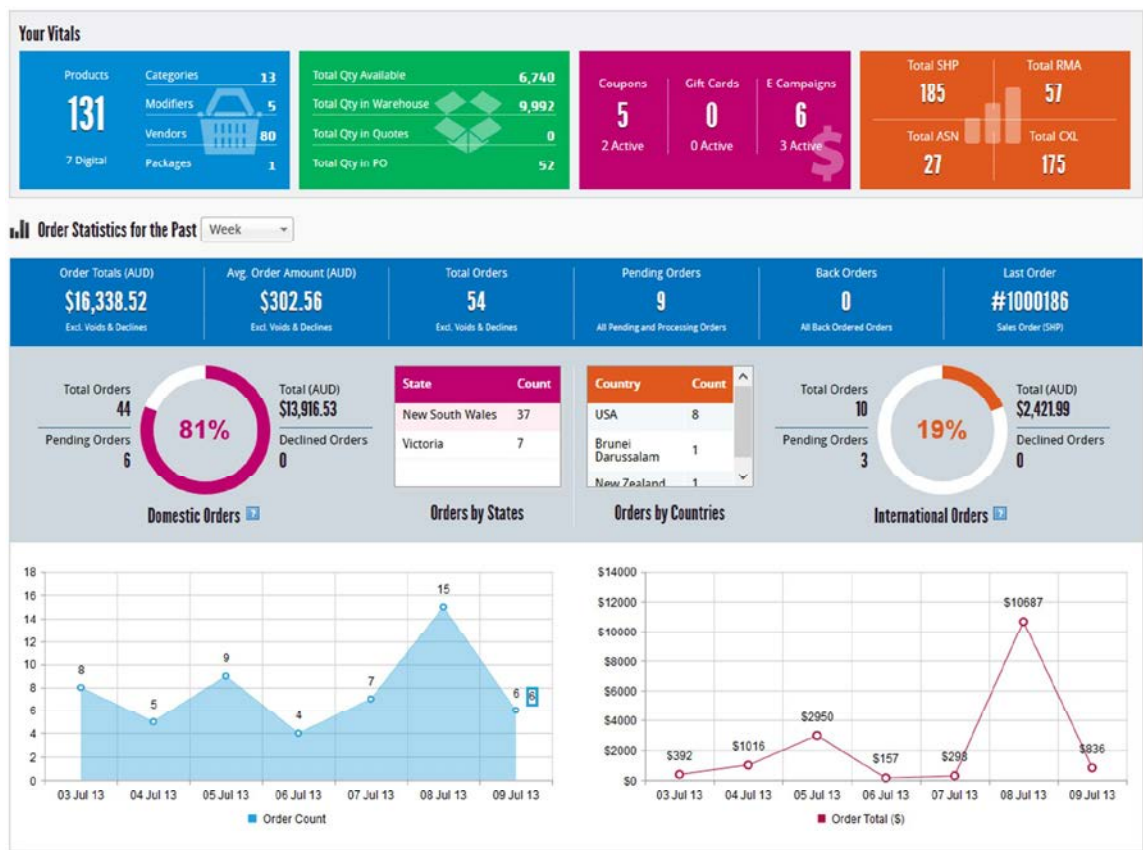 Your Vitals
Products
131
7 Digital
Categories 13
Modifiers 5
Vendors 80
Packages 1
Total Qty Available 6,740
Total Qty in Warehouse 9,992
Total Qty in Quotes 0
Total Qty in PO 52
Coupons
5
2 Active
Gift Cards
0
0 Active
E Campaigns
6
3 Active
Total SHP
185
Total RMA
57
Total ASN
27
Total CXL
175
Order Statistics for the Past Week
Order Totals (AUD)
$16,338.52
Excl. Voids & Declines
Avg. Order Amount (AUD)
$302.56
Excl. Voids & Declines
Total Orders
54
Excl. Voids & Declines
Pending Orders
9
All Pending and Processing Orders
Back Orders
0
All Back Ordered Orders
Last Order
#1000186
Sales Order (SHP)
Total Orders
44
Pending Orders
6
81%
Total (AUD)
$13,916.53
Declined Orders
0
Domestic Orders ?
State Count
New South Wales 37
Victoria 7
Orders by States
Country Count
USA 8
Brunei
Darussalam 1
New Zealand 1
Orders by Countries
Total Orders
10
Pending Orders
3
19%
Total (AUD)
$2,421.99
Declined Orders
0
International Orders ?
18
16
14
12
10
8
6
4
2
0
8
5
9
4
7
15
6 6
03 Jul 13 04 Jul 13 05 Jul 13 06 Jul 13 07 Jul 13 08 Jul 13 09 Jul 13
Order Count
$14000
$12000
$10000
$8000
$6000
$4000
$2000
$0
$392
$1016
$2950
$157
$298
$10687
$836
03 Jul 13 04 Jul 13 05 Jul 13 06 Jul 13 07 Jul 13 08 Jul 13 09 Jul 13
Order Total ($)